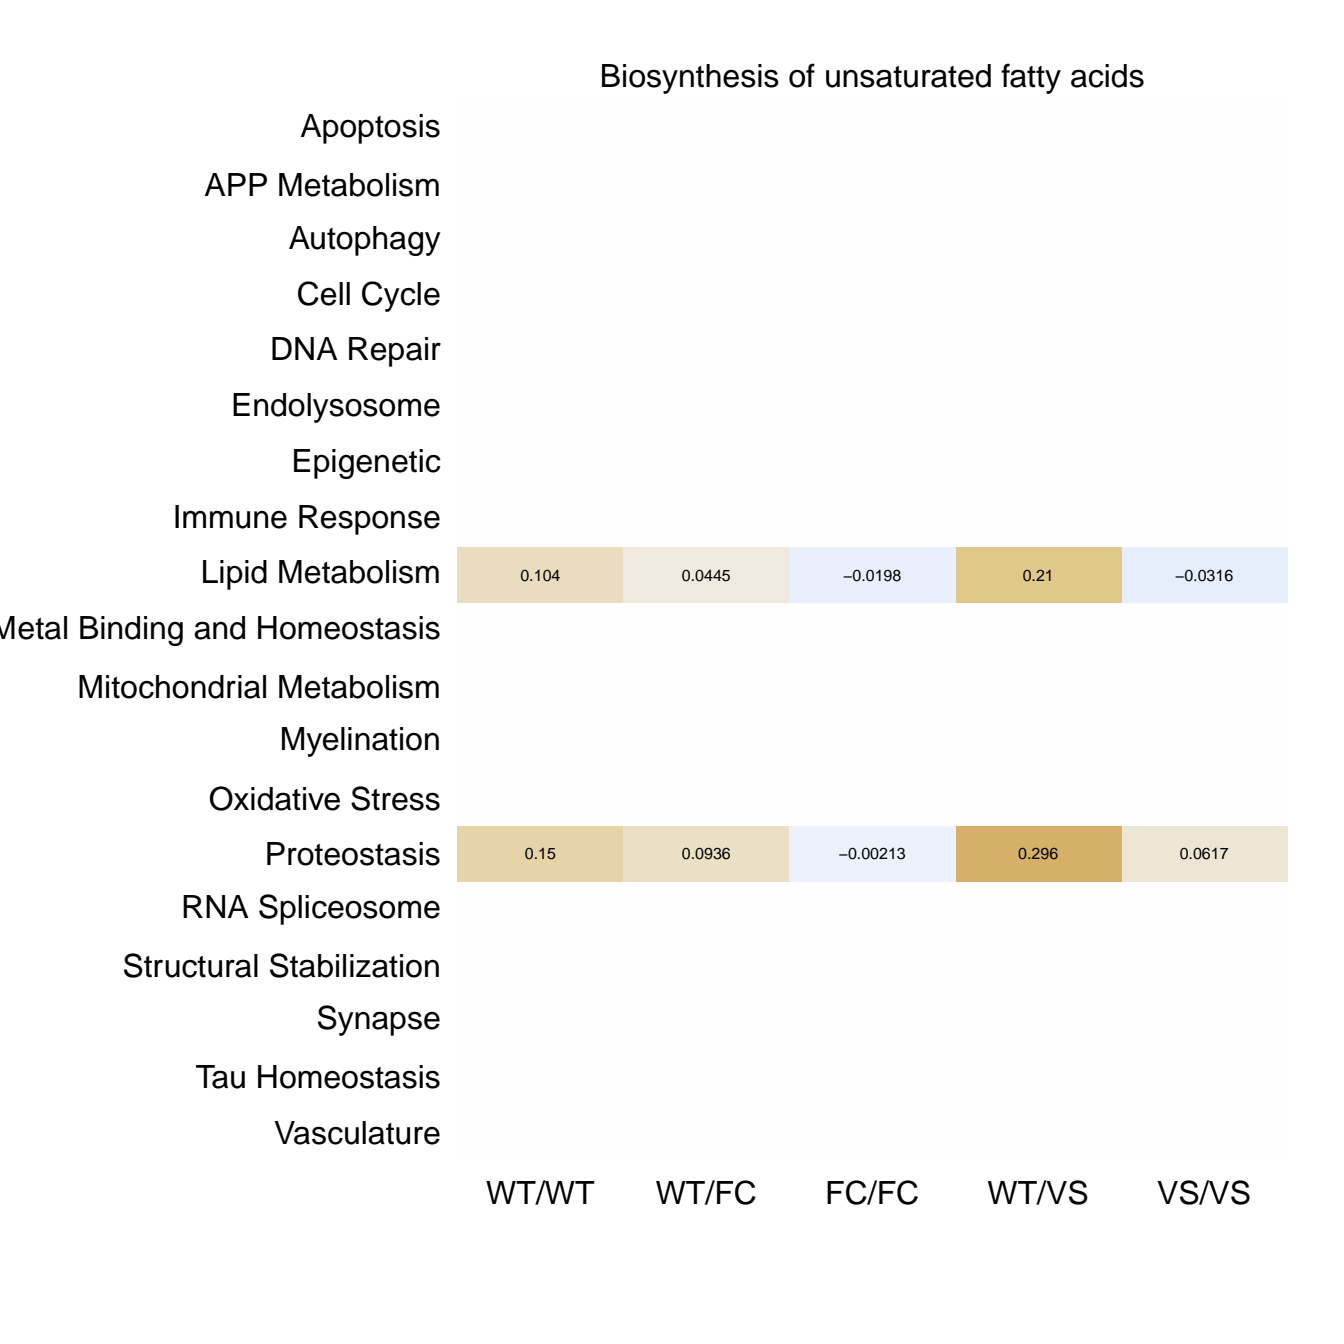 Biosynthesis of unsaturated fatty acids
Apoptosis
APP Metabolism
Autophagy
Cell Cycle
DNA Repair
Endolysosome
Epigenetic
Immune Response
Lipid Metabolism 0.104 0.0445 −0.0198 0.21 −0.0316
Metal Binding and Homeostasis
Mitochondrial Metabolism
Myelination
Oxidative Stress
Proteostasis 0.15 0.0936 −0.00213 0.296 0.0617
RNA Spliceosome
Structural Stabilization
Synapse
Tau Homeostasis
Vasculature
WT/WT WT/FC FC/FC WT/VS VS/VS